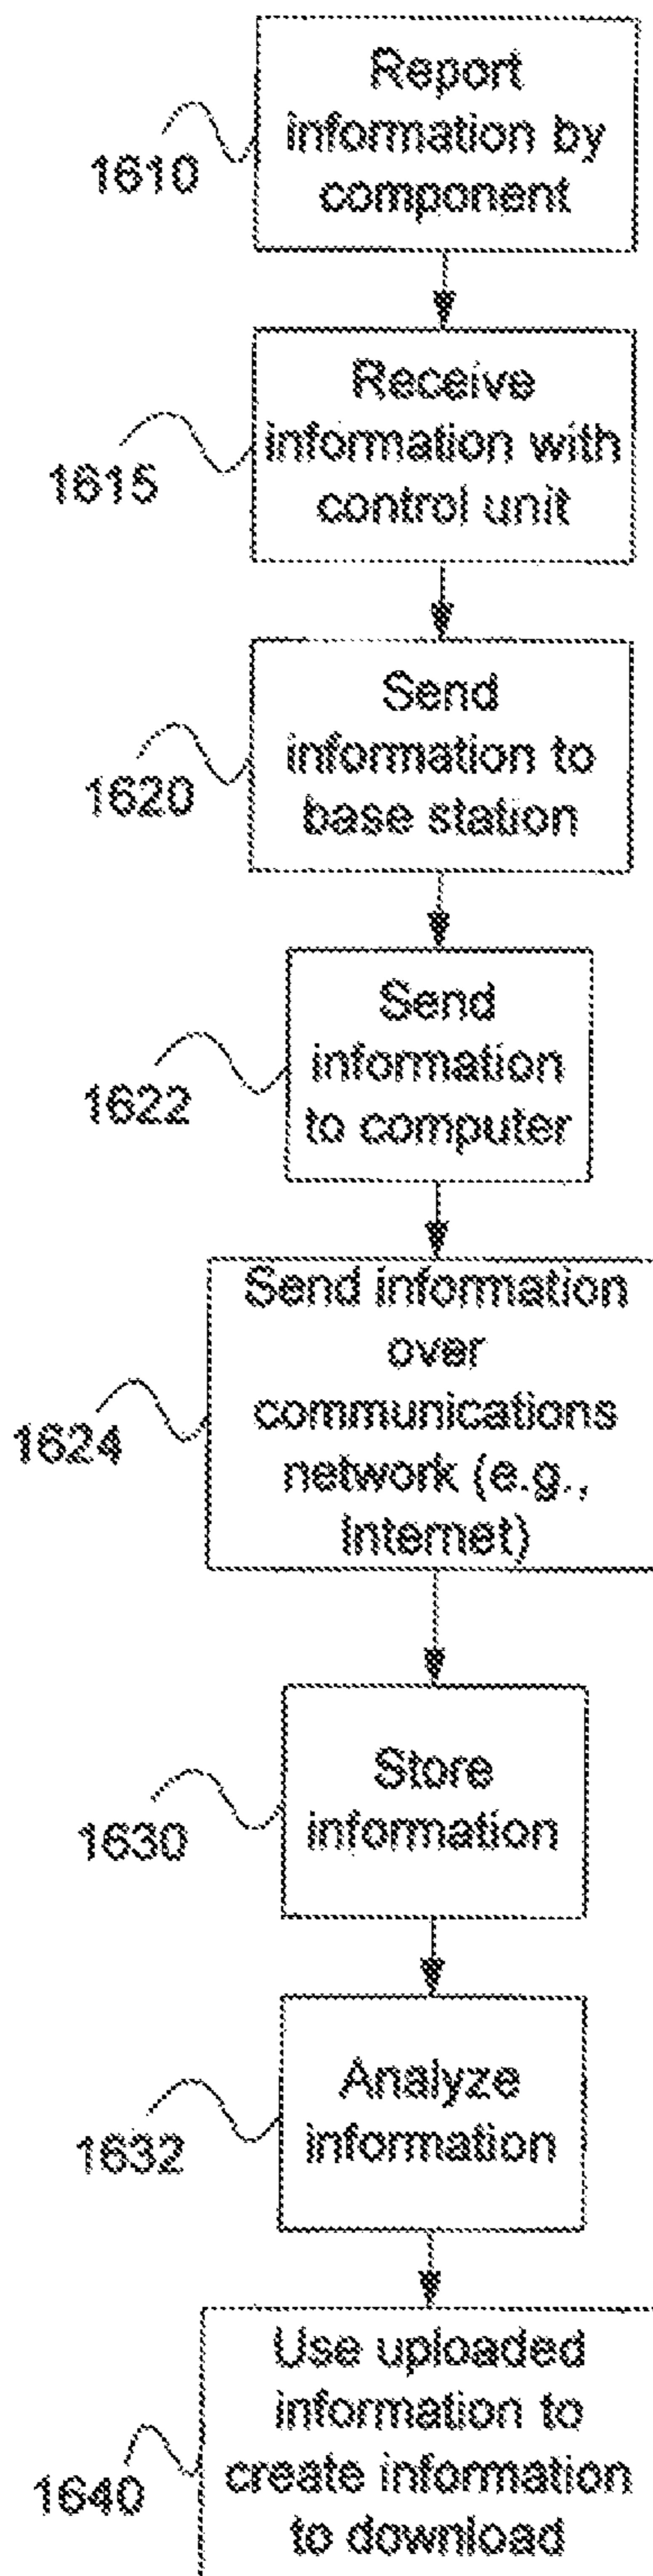 Report
information by
component
1610
Receive
information with
control unit
1615
Send
information to
base station
1620
Send
information
to computer
1622
Send information
over
communications
network (e.g.,
Internet)
1624
Store
information
1630
Analyze
information
1632
Use uploaded
information to
create information
to download
1640